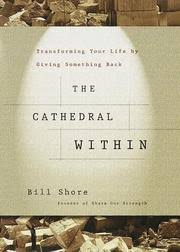 Transforming Your Life by
Giving Something Back
THE
CATHEDRAL
WITHIN
Bill Shore
Founder of Share Our Strength